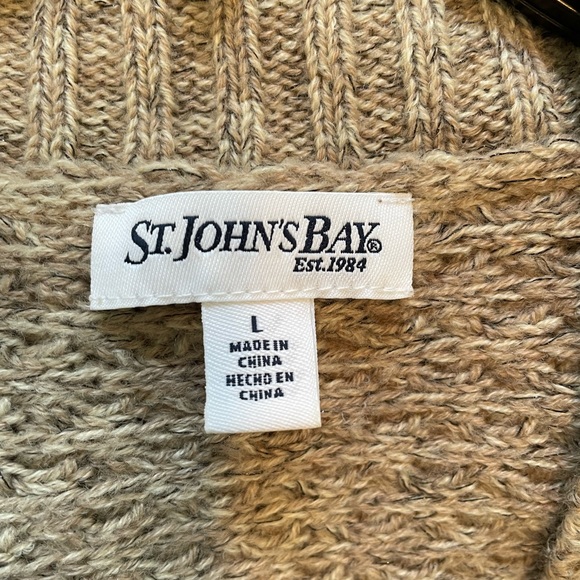 ST. JOHN'S BAY®
EST. 1984
L
MADE IN
CHINA
HECHO EN
CHINA